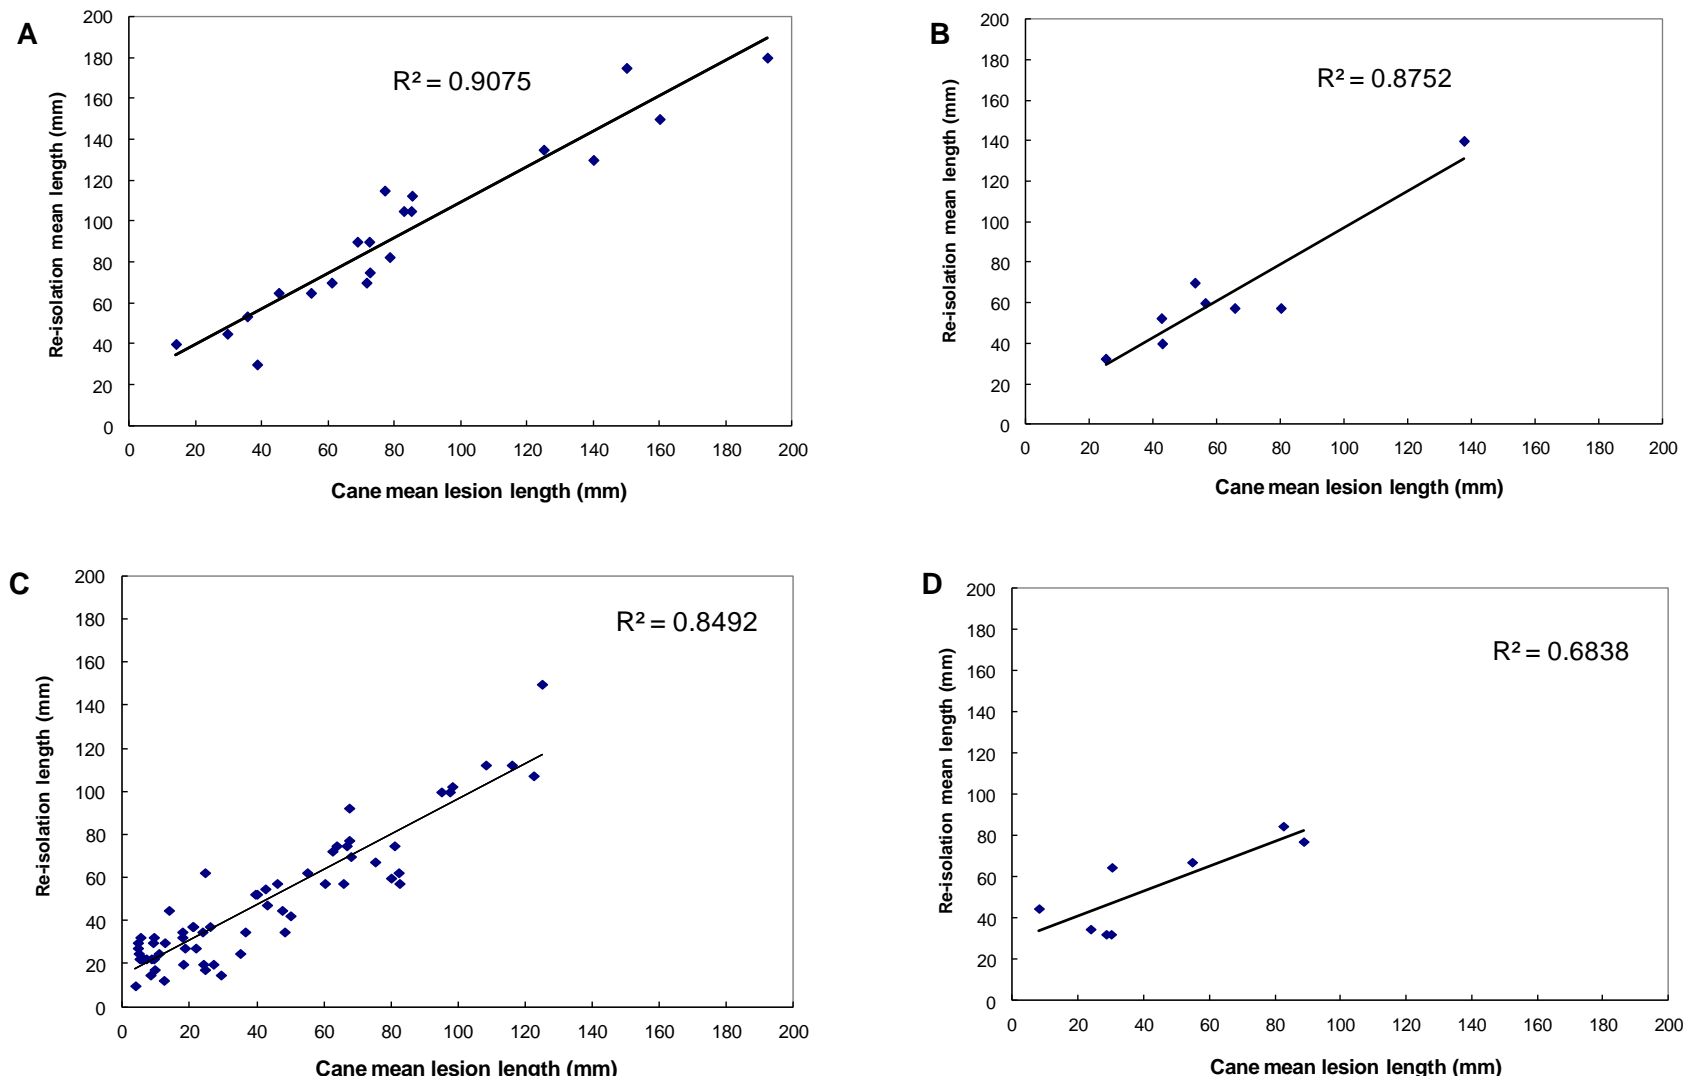 A
R² = 0.9075
Re-isolation mean length (mm)
200
180
160
140
120
100
80
60
40
20
0
0 20 40 60 80 100 120 140 160 180 200
Cane mean lesion length (mm)
B
R² = 0.8752
Re-isolation mean length (mm)
200
180
160
140
120
100
80
60
40
20
0
0 20 40 60 80 100 120 140 160 180 200
Cane mean lesion length (mm)
C
R² = 0.8492
Re-isolation length (mm)
200
180
160
140
120
100
80
60
40
20
0
0 20 40 60 80 100 120 140 160 180 200
Cane mean lesion length (mm)
D
R² = 0.6838
Re-isolation mean length (mm)
200
180
160
140
120
100
80
60
40
20
0
0 20 40 60 80 100 120 140 160 180 200
Cane mean lesion length (mm)